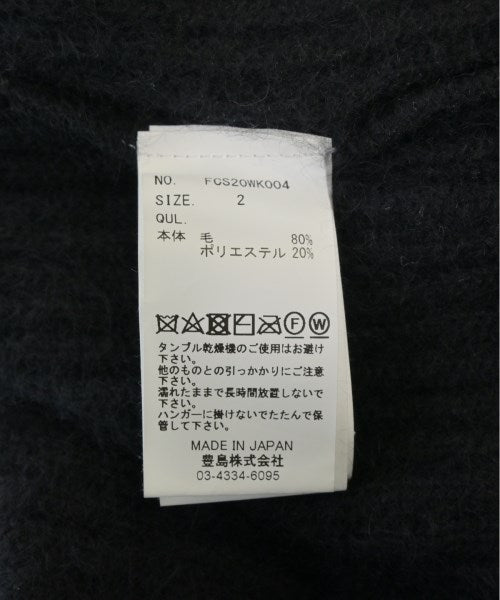 NO. FCS20WK004
SIZE. 2
QUL.
本体 毛 80%
ポリエステル 20%
F W
タンブル乾燥機のご使用はお避け
下さい。
他のものとの引っかかりにご注意
下さい。
濡れたままで長時間放置しないで
下さい。
ハンガーに掛けないでたたんで保
管して下さい。
MADE IN JAPAN
豊島株式会社
03-4334-6095